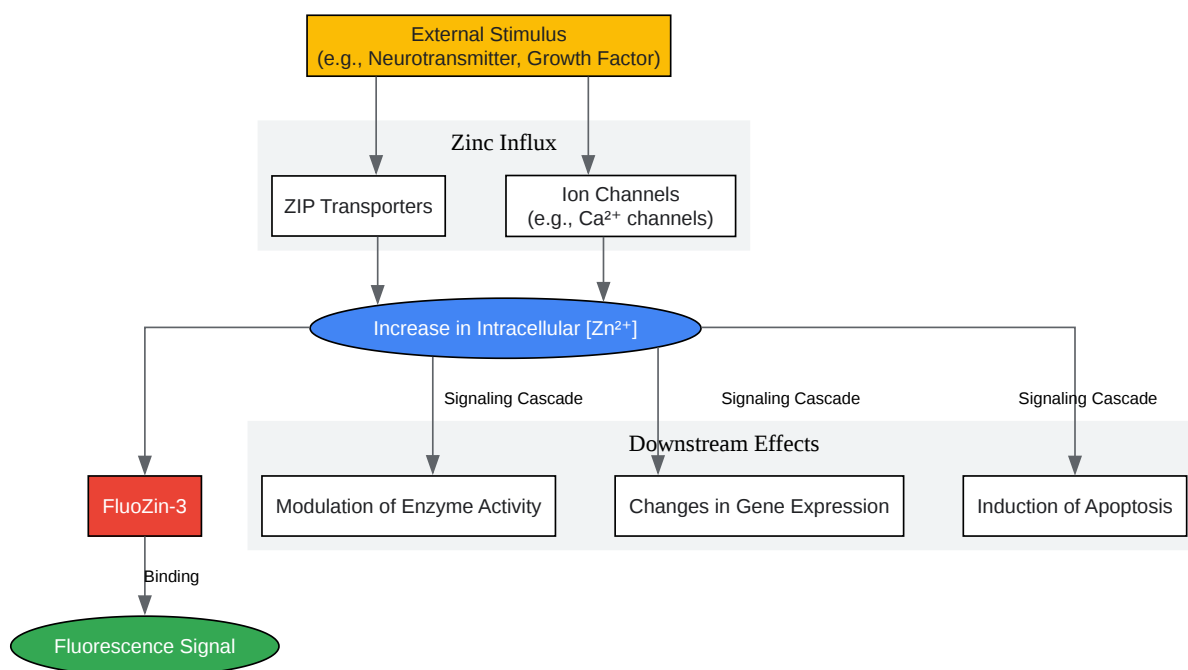 External Stimulus
(e.g., Neurotransmitter, Growth Factor)
Zinc Influx
ZIP Transporters
Ion Channels
(e.g., Ca²⁺ channels)
Increase in Intracellular [Zn²⁺]
Signaling Cascade
Signaling Cascade
Signaling Cascade
Downstream Effects
FluoZin-3
Modulation of Enzyme Activity
Changes in Gene Expression
Induction of Apoptosis
Binding
Fluorescence Signal